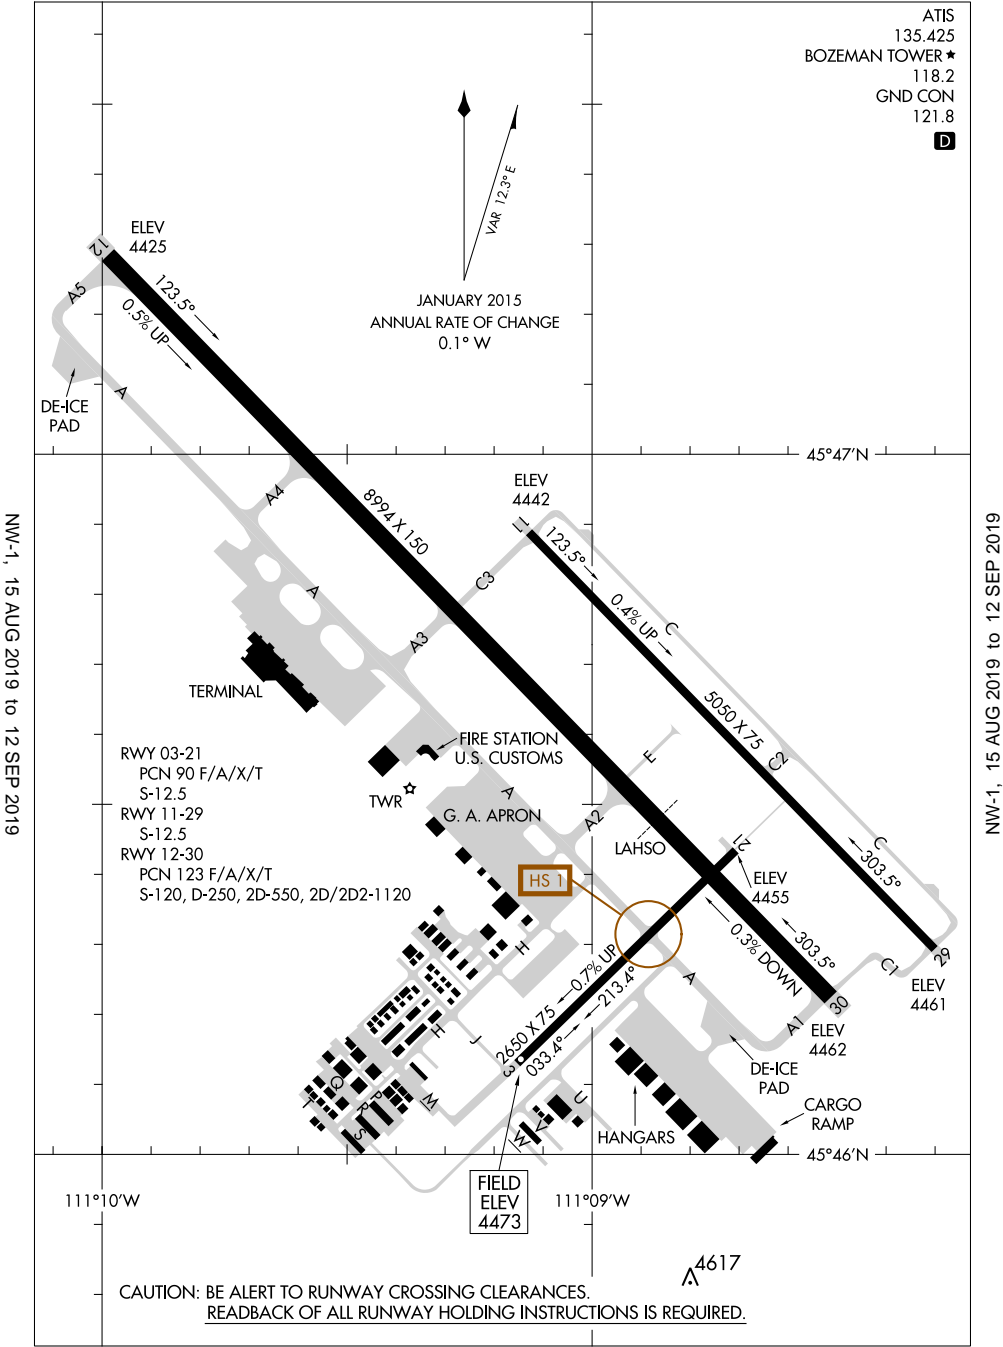 ATIS
135.425
BOZEMAN TOWER ★
118.2
GND CON
121.8
D
VAR 12.3° E
JANUARY 2015
ANNUAL RATE OF CHANGE
0.1° W
ELEV
4425
12
A5
123.5°
0.5% UP
A
DE-ICE
PAD
45°47'N
ELEV
4442
11
A4
8994 X 150
123.5°
C3
0.4% UP
C
A
A3
5050 X 75
TERMINAL
E
C2
FIRE STATION
U.S. CUSTOMS
RWY 03-21
PCN 90 F/A/X/T
S-12.5
RWY 11-29
S-12.5
RWY 12-30
PCN 123 F/A/X/T
S-120, D-250, 2D-550, 2D/2D2-1120
TWR
A
G. A. APRON
A2
LAHSO
21
C
303.5°
HS 1
ELEV
4455
H
0.7% UP
213.4°
0.3% DOWN
303.5°
A
C1
29
ELEV
4461
30
A1
ELEV
4462
H
J
2650 X 75
033.4°
3
DE-ICE
PAD
Q
T
P
R
S
M
U
V
W
HANGARS
CARGO
RAMP
45°46'N
FIELD
ELEV
4473
111°10'W
111°09'W
4617
CAUTION: BE ALERT TO RUNWAY CROSSING CLEARANCES.
READBACK OF ALL RUNWAY HOLDING INSTRUCTIONS IS REQUIRED.
NW-1, 15 AUG 2019 to 12 SEP 2019
NW-1, 15 AUG 2019 to 12 SEP 2019